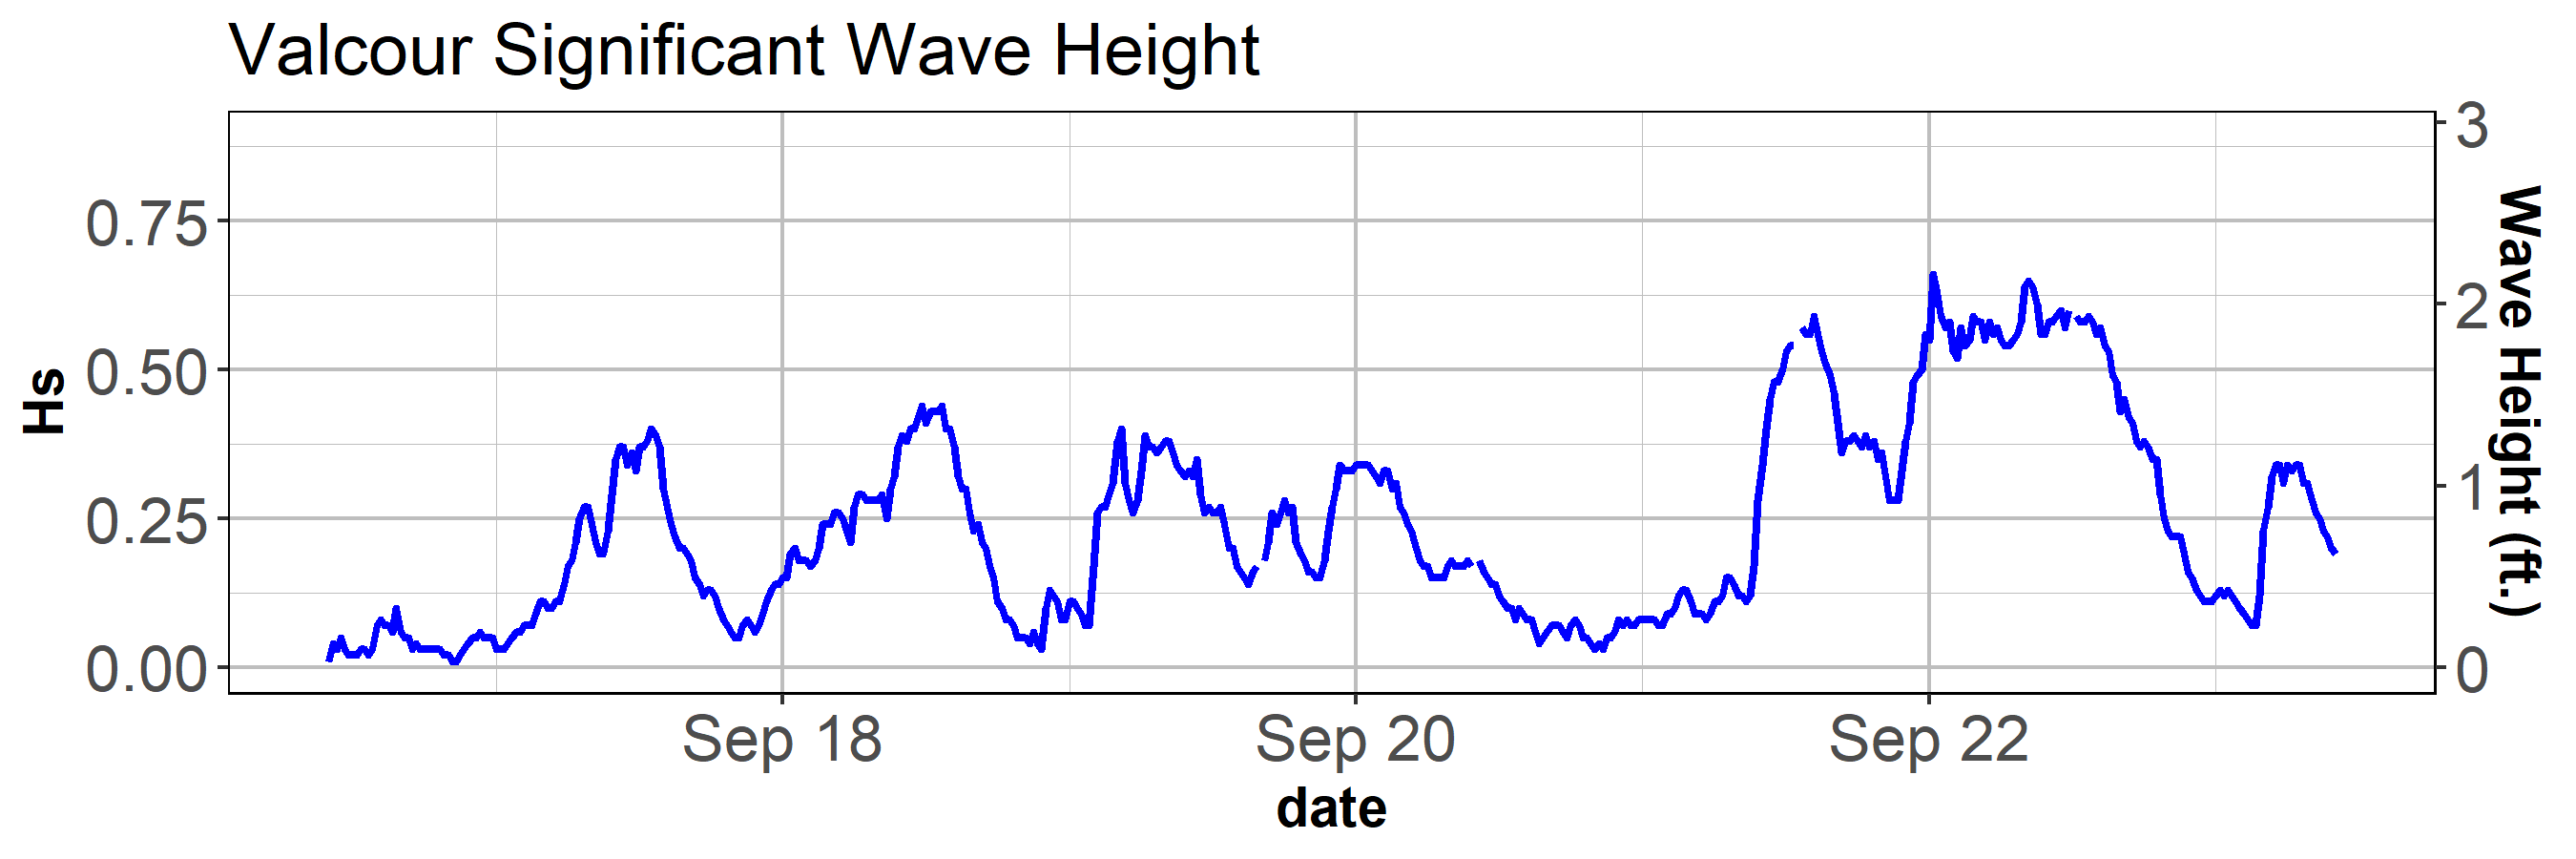 Valcour Significant Wave Height
Hs
0.75
0.50
0.25
0.00
3
2
1
0
Wave Height (ft.)
Sep 18
Sep 20
Sep 22
date